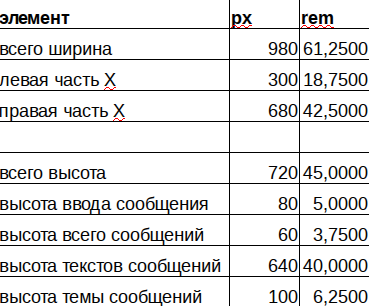 элемент px rem
всего ширина 980 61,2500
левая часть X 300 18,7500
правая часть X 680 42,5000
всего высота 720 45,0000
высота ввода сообщения 80 5,0000
высота всего сообщений 60 3,7500
высота текстов сообщений 640 40,0000
высота темы сообщений 100 6,2500